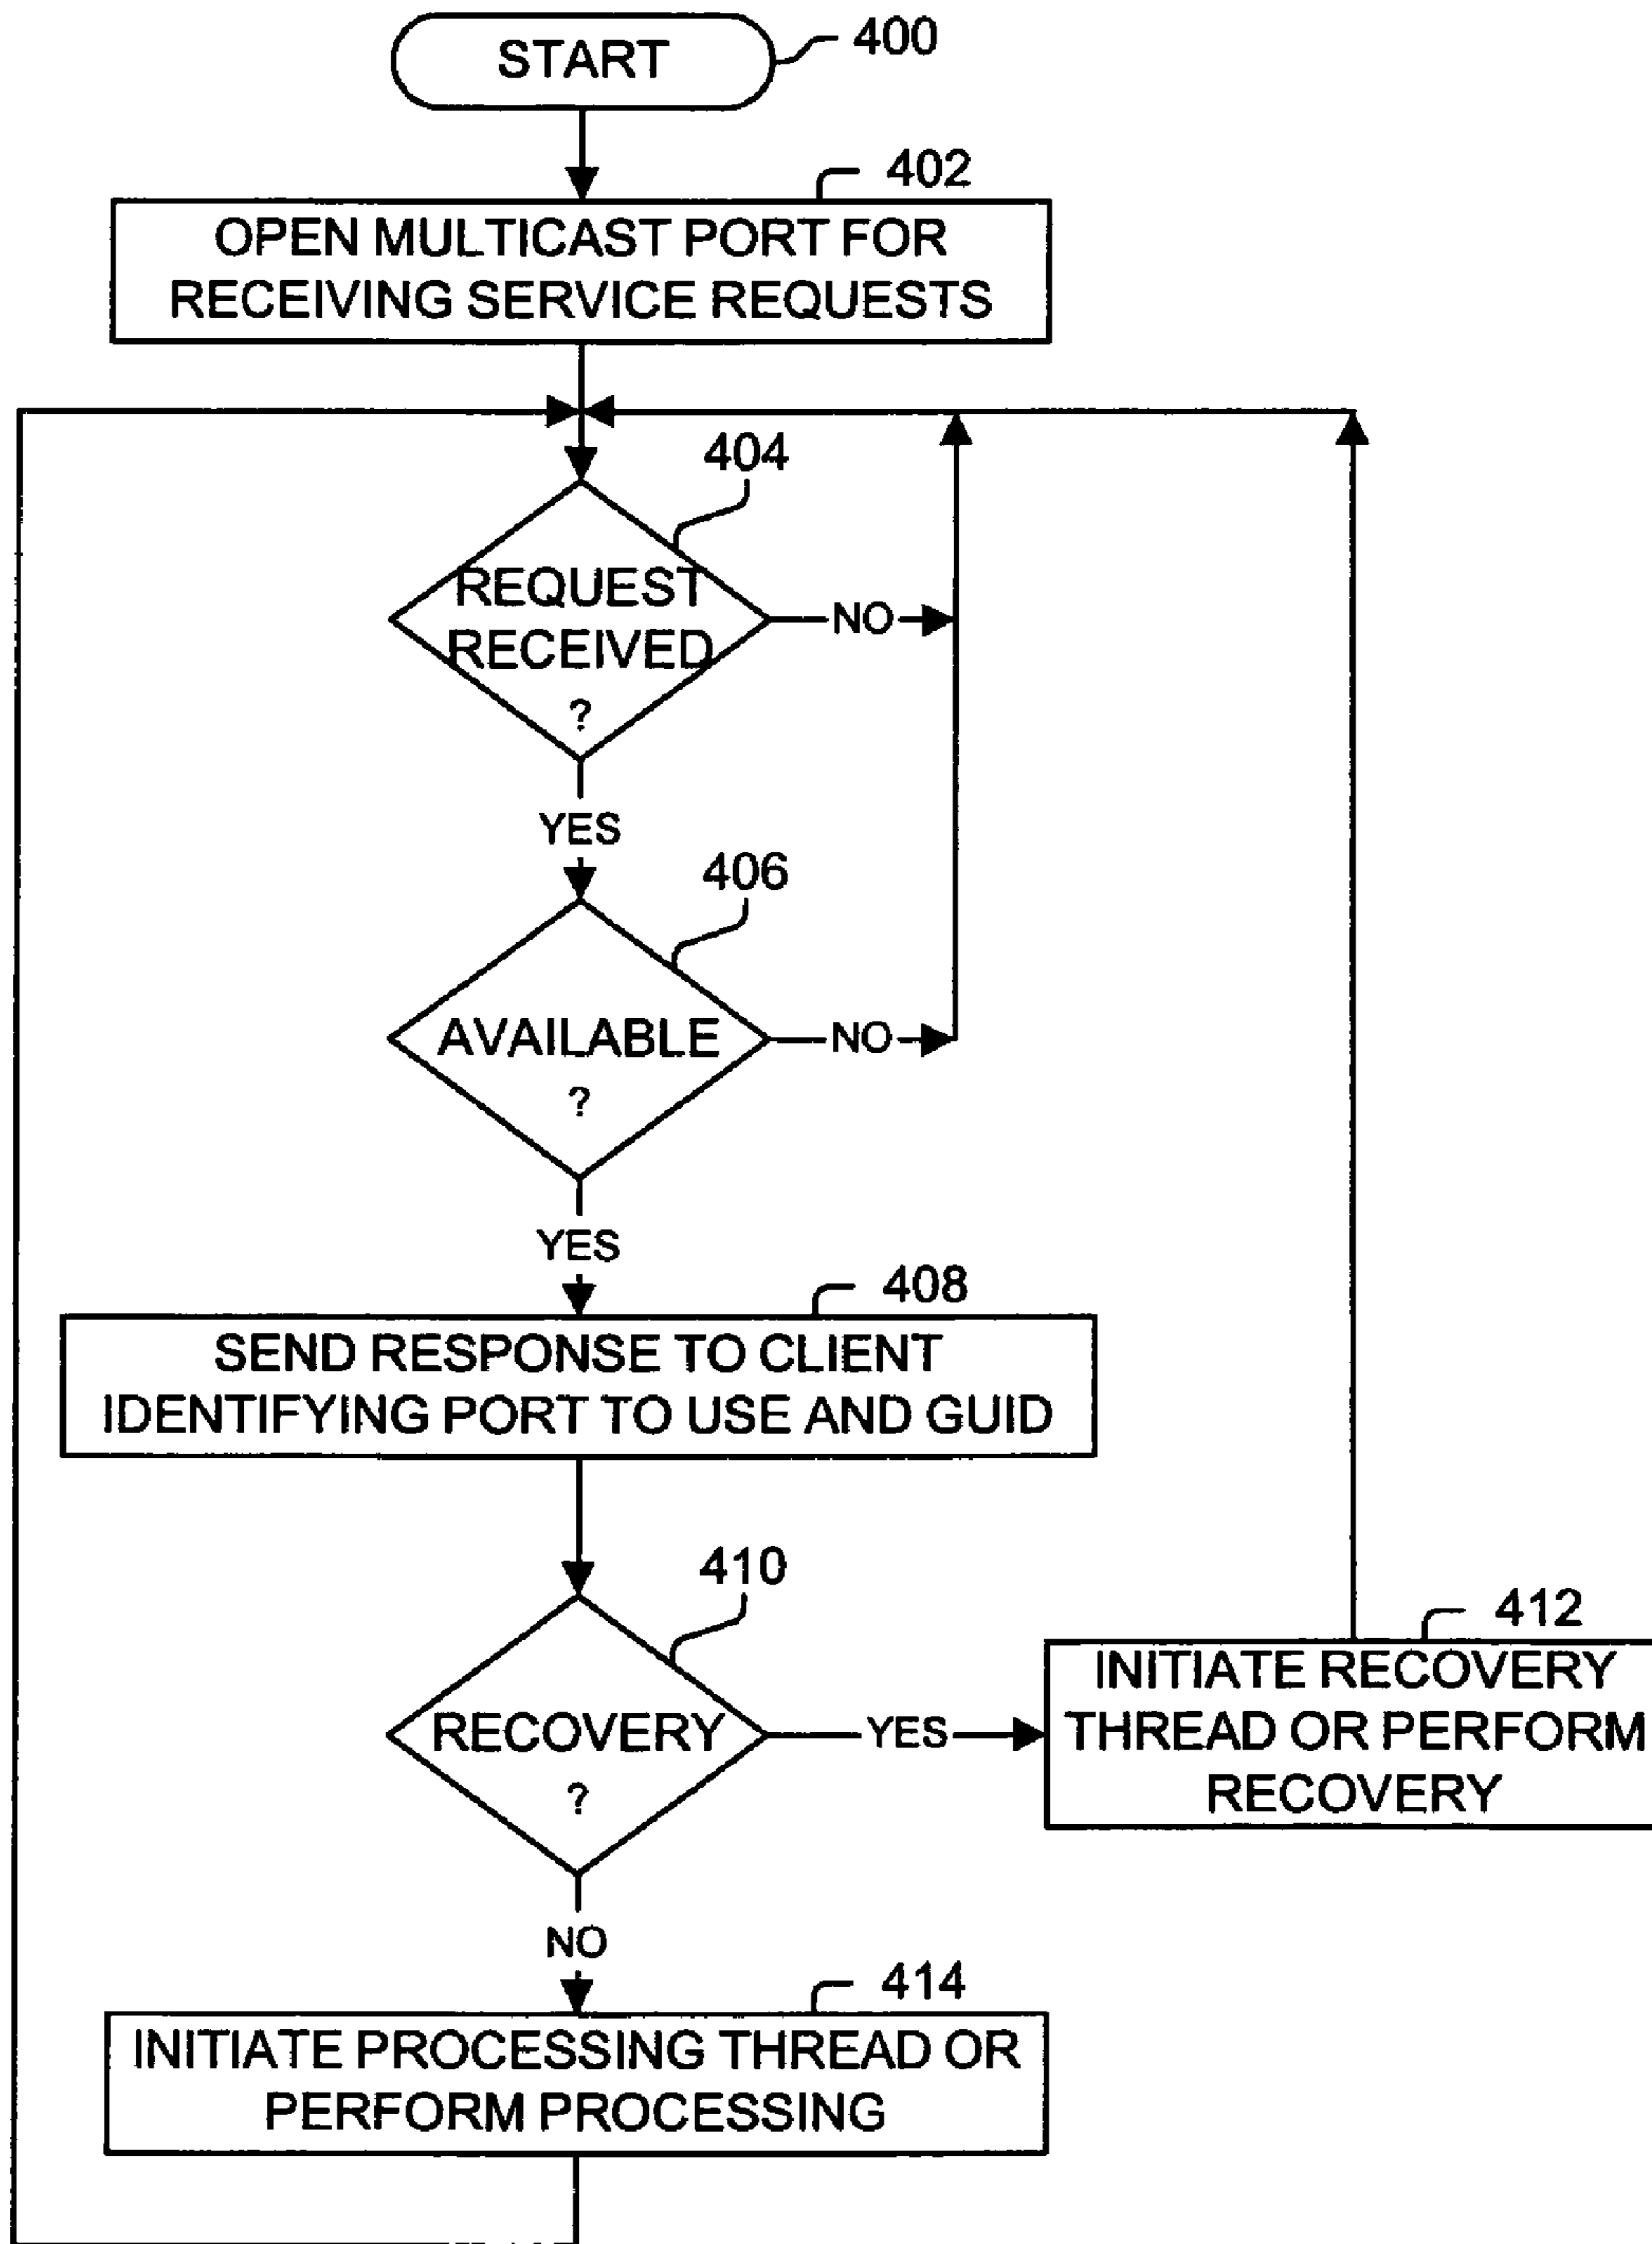 START
400
402
OPEN MULTICAST PORT FOR
RECEIVING SERVICE REQUESTS
404
REQUEST
RECEIVED
?
NO
YES
406
AVAILABLE
?
NO
YES
408
SEND RESPONSE TO CLIENT
IDENTIFYING PORT TO USE AND GUID
410
RECOVERY
?
YES
412
INITIATE RECOVERY
THREAD OR PERFORM
RECOVERY
NO
414
INITIATE PROCESSING THREAD OR
PERFORM PROCESSING